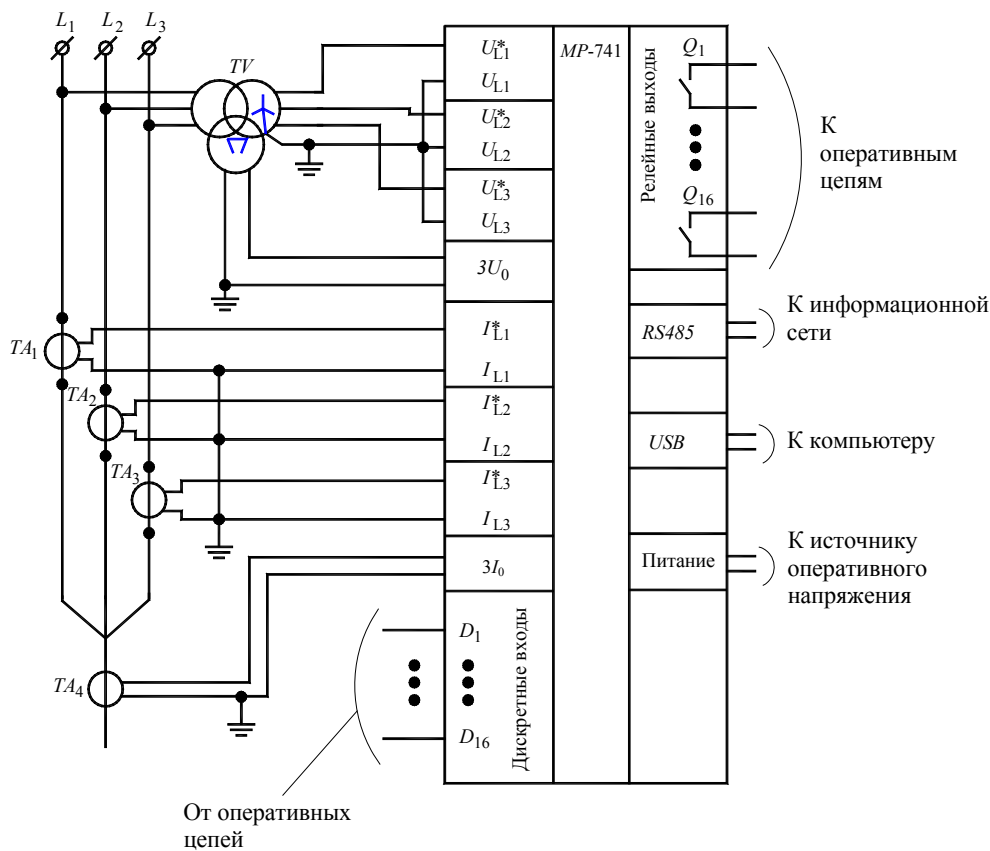 L1 L2 L3
TV
U*L1
UL1
U*L2
UL2
U*L3
UL3
3U0
MP-741
Релейные выходы
Q1
Q16
К
оперативным
цепям
TA1
I*L1
IL1
TA2
I*L2
IL2
TA3
I*L3
IL3
3I0
RS485
К информационной
сети
USB
К компьютеру
Питание
К источнику
оперативного
напряжения
TA4
D1
D16
Дискретные входы
От оперативных
цепей